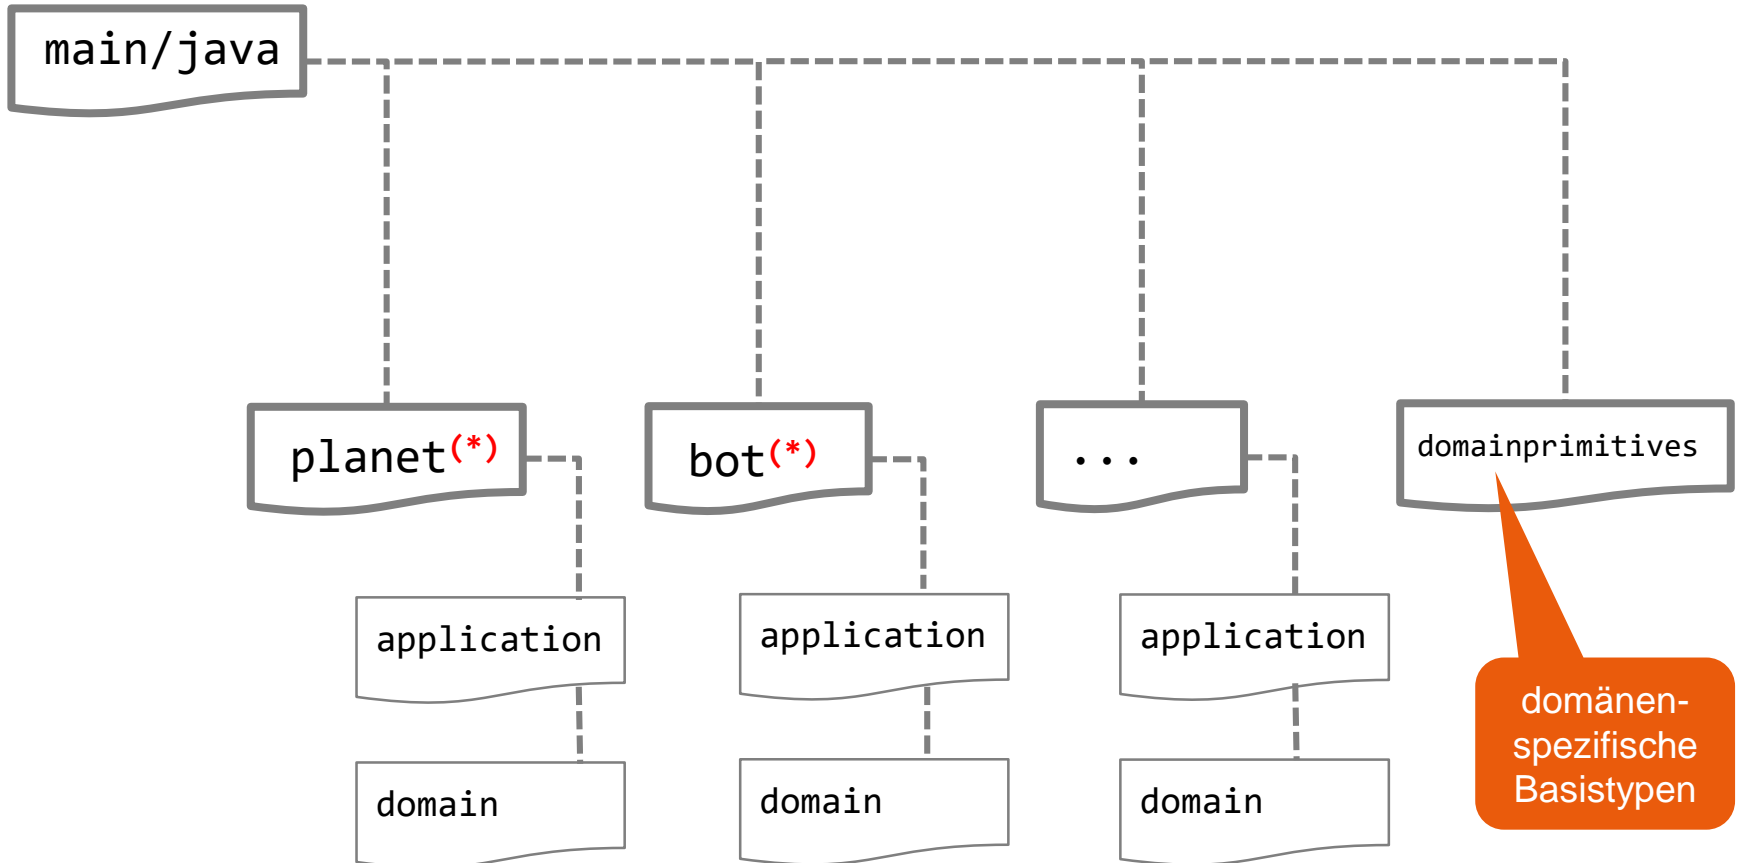 main/java
planet(*)
bot(*)
...
domainprimitives
application
application
application
domänen-
spezifische
Basistypen
domain
domain
domain